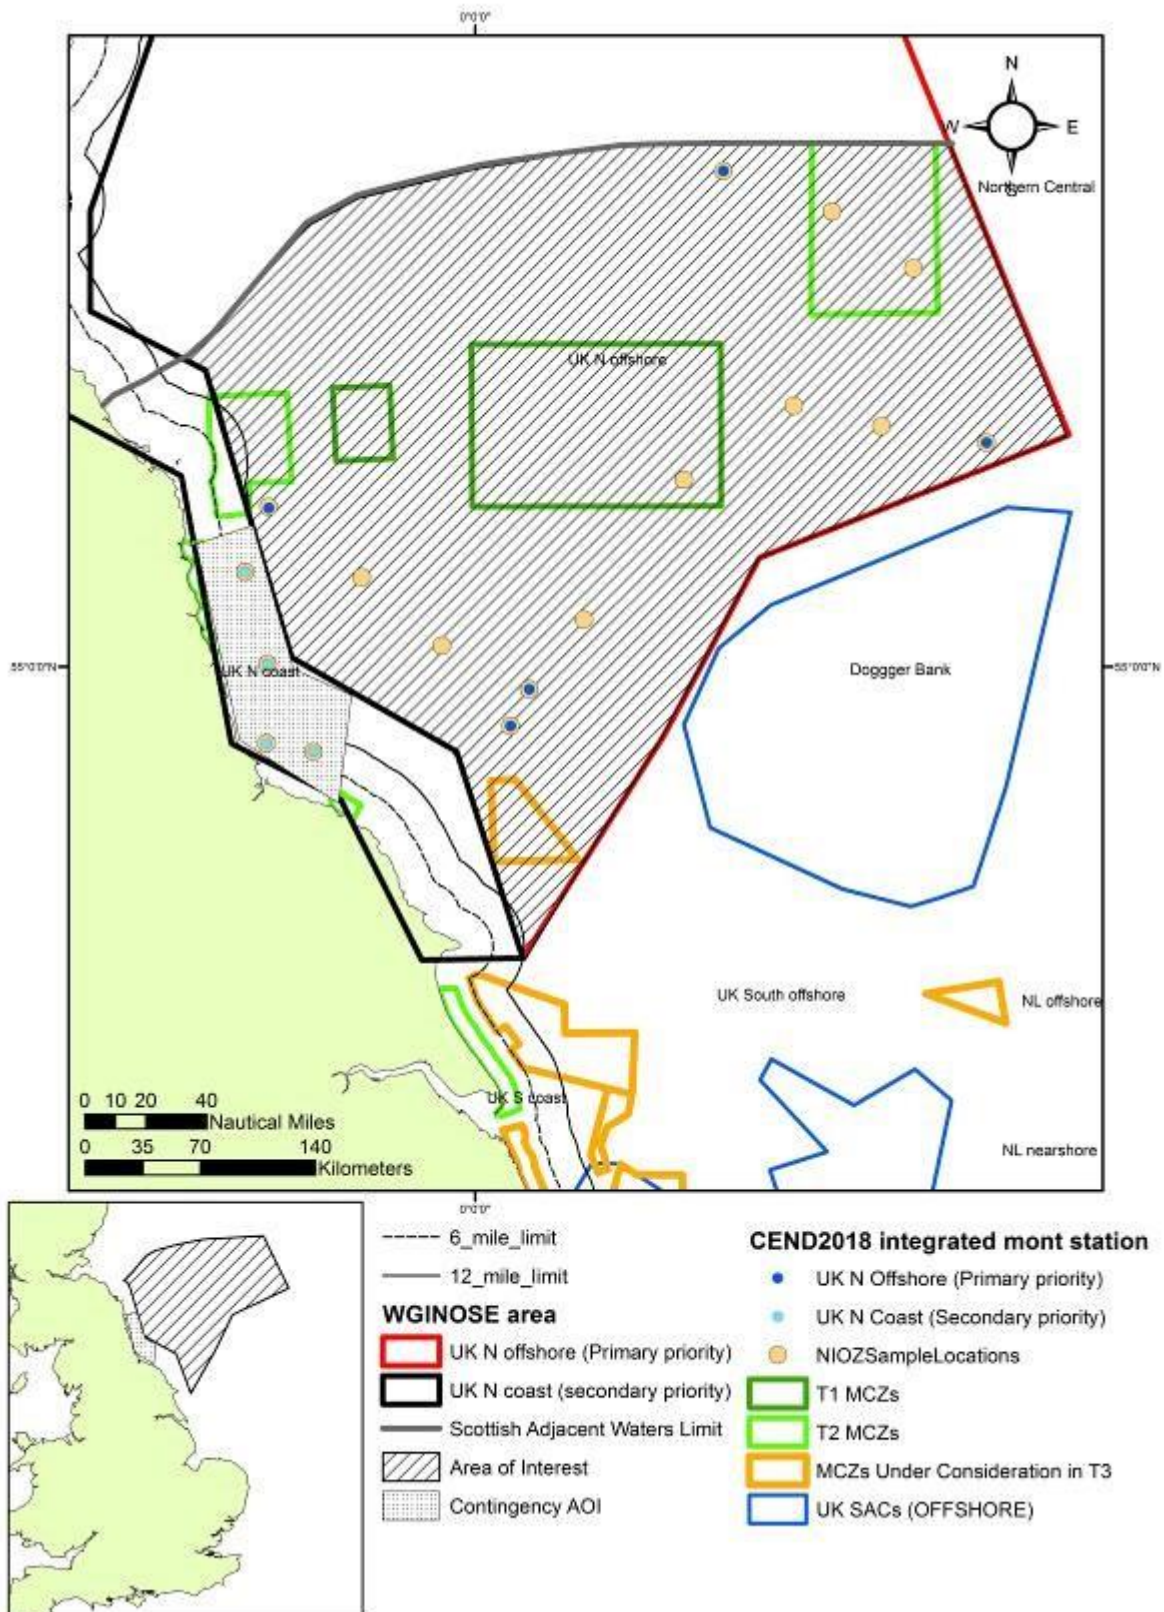 0°0'0"
N
W
E
S
Northern Central
UK N offshore
55°0'0"N
UK N coast
Doggger Bank
55°0'0"N
UK South offshore
NL offshore
UK S coast
NL nearshore
0 10 20 40
Nautical Miles
0 35 70 140
Kilometers
0°0'0"
6_mile_limit
12_mile_limit
WGINOSE area
UK N offshore (Primary priority)
UK N coast (secondary priority)
Scottish Adjacent Waters Limit
Area of Interest
Contingency AOI
CEND2018 integrated mont station
UK N Offshore (Primary priority)
UK N Coast (Secondary priority)
NIOZSampleLocations
T1 MCZs
T2 MCZs
MCZs Under Consideration in T3
UK SACs (OFFSHORE)